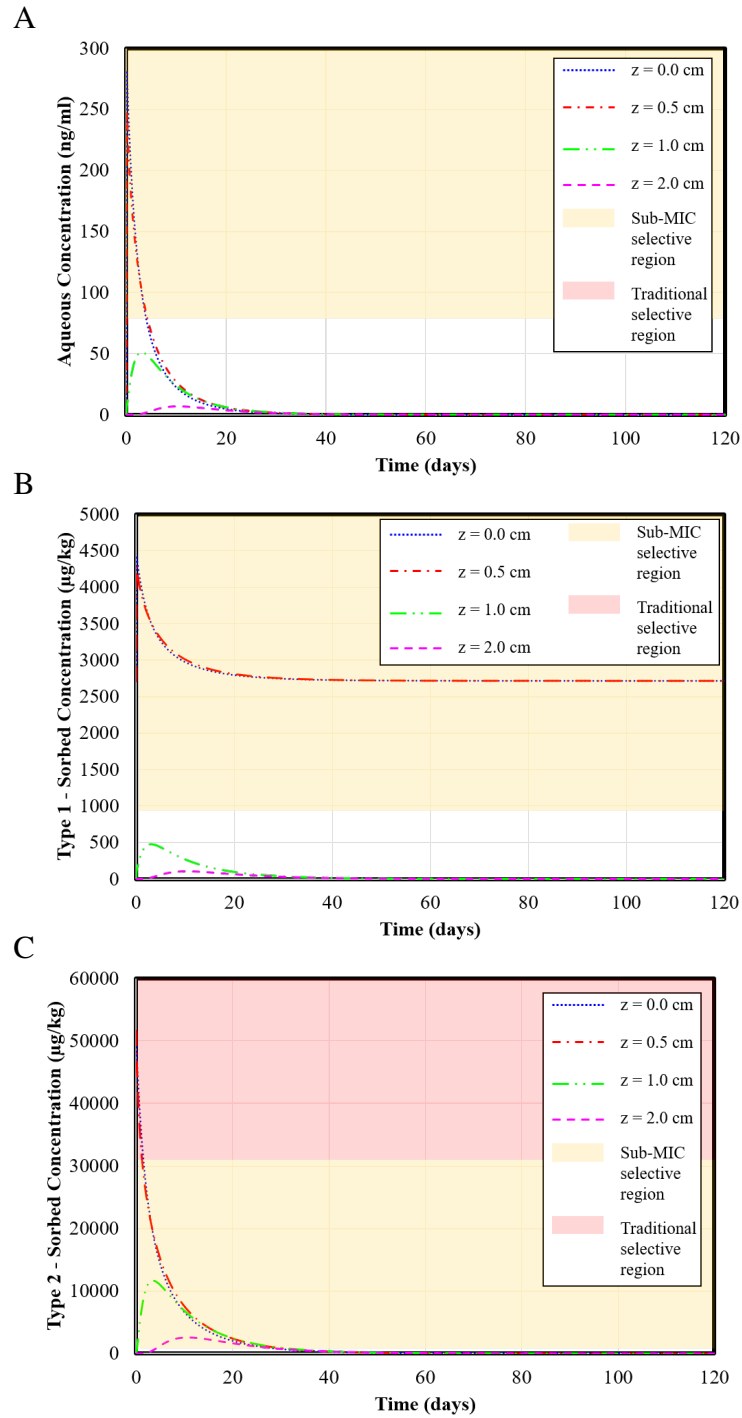 A
300
250
200
150
100
50
0
Aqueous Concentration (ng/ml)
z = 0.0 cm
z = 0.5 cm
z = 1.0 cm
z = 2.0 cm
Sub-MIC
selective
region
Traditional
selective
region
0 20 40 60 80 100 120
Time (days)
B
5000
4500
4000
3500
3000
2500
2000
1500
1000
500
0
Type 1 - Sorbed Concentration (µg/kg)
z = 0.0 cm
z = 0.5 cm
z = 1.0 cm
z = 2.0 cm
Sub-MIC
selective
region
Traditional
selective
region
0 20 40 60 80 100 120
Time (days)
C
60000
50000
40000
30000
20000
10000
0
Type 2 - Sorbed Concentration (µg/kg)
z = 0.0 cm
z = 0.5 cm
z = 1.0 cm
z = 2.0 cm
Sub-MIC
selective
region
Traditional
selective
region
0 20 40 60 80 100 120
Time (days)